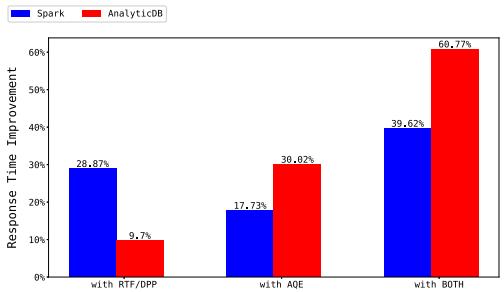 Spark AnalyticDB
Response Time Improvement
60%
50%
40%
30%
20%
10%
0%
28.87%
9.7%
17.73%
30.02%
39.62%
60.77%
with RTF/DPP
with AQE
with BOTH